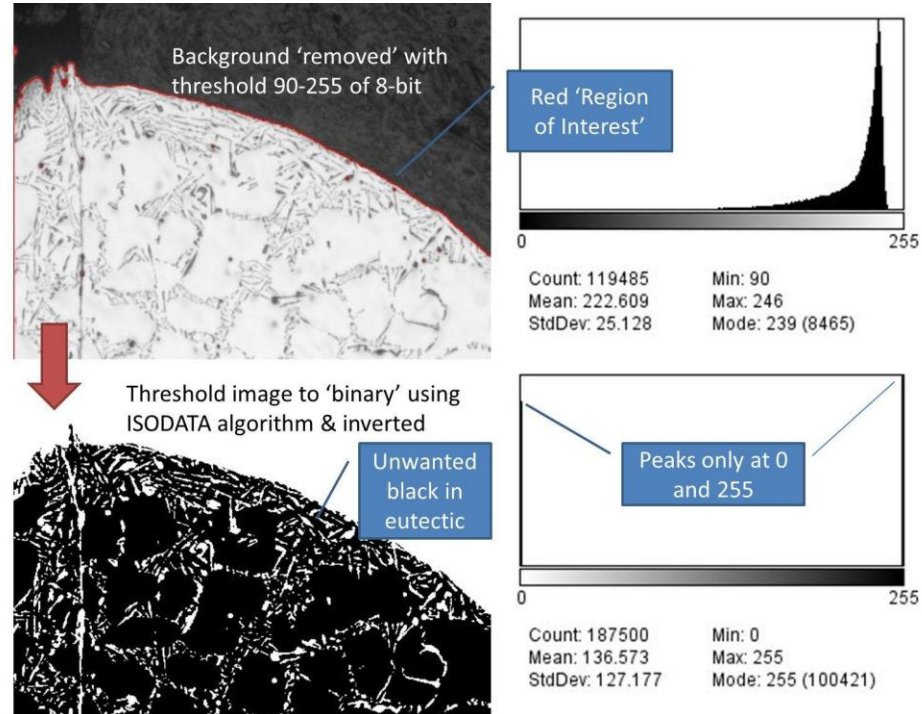 Background ‘removed’ with
threshold 90-255 of 8-bit
Red ‘Region
of Interest’
0
255
Count: 119485
Min: 90
Mean: 222.609
Max: 246
StdDev: 25.128
Mode: 239 (8465)
Threshold image to ‘binary’ using
ISODATA algorithm & inverted
Unwanted
black in
eutectic
Peaks only at 0
and 255
0
255
Count: 187500
Min: 0
Mean: 136.573
Max: 255
StdDev: 127.177
Mode: 255 (100421)